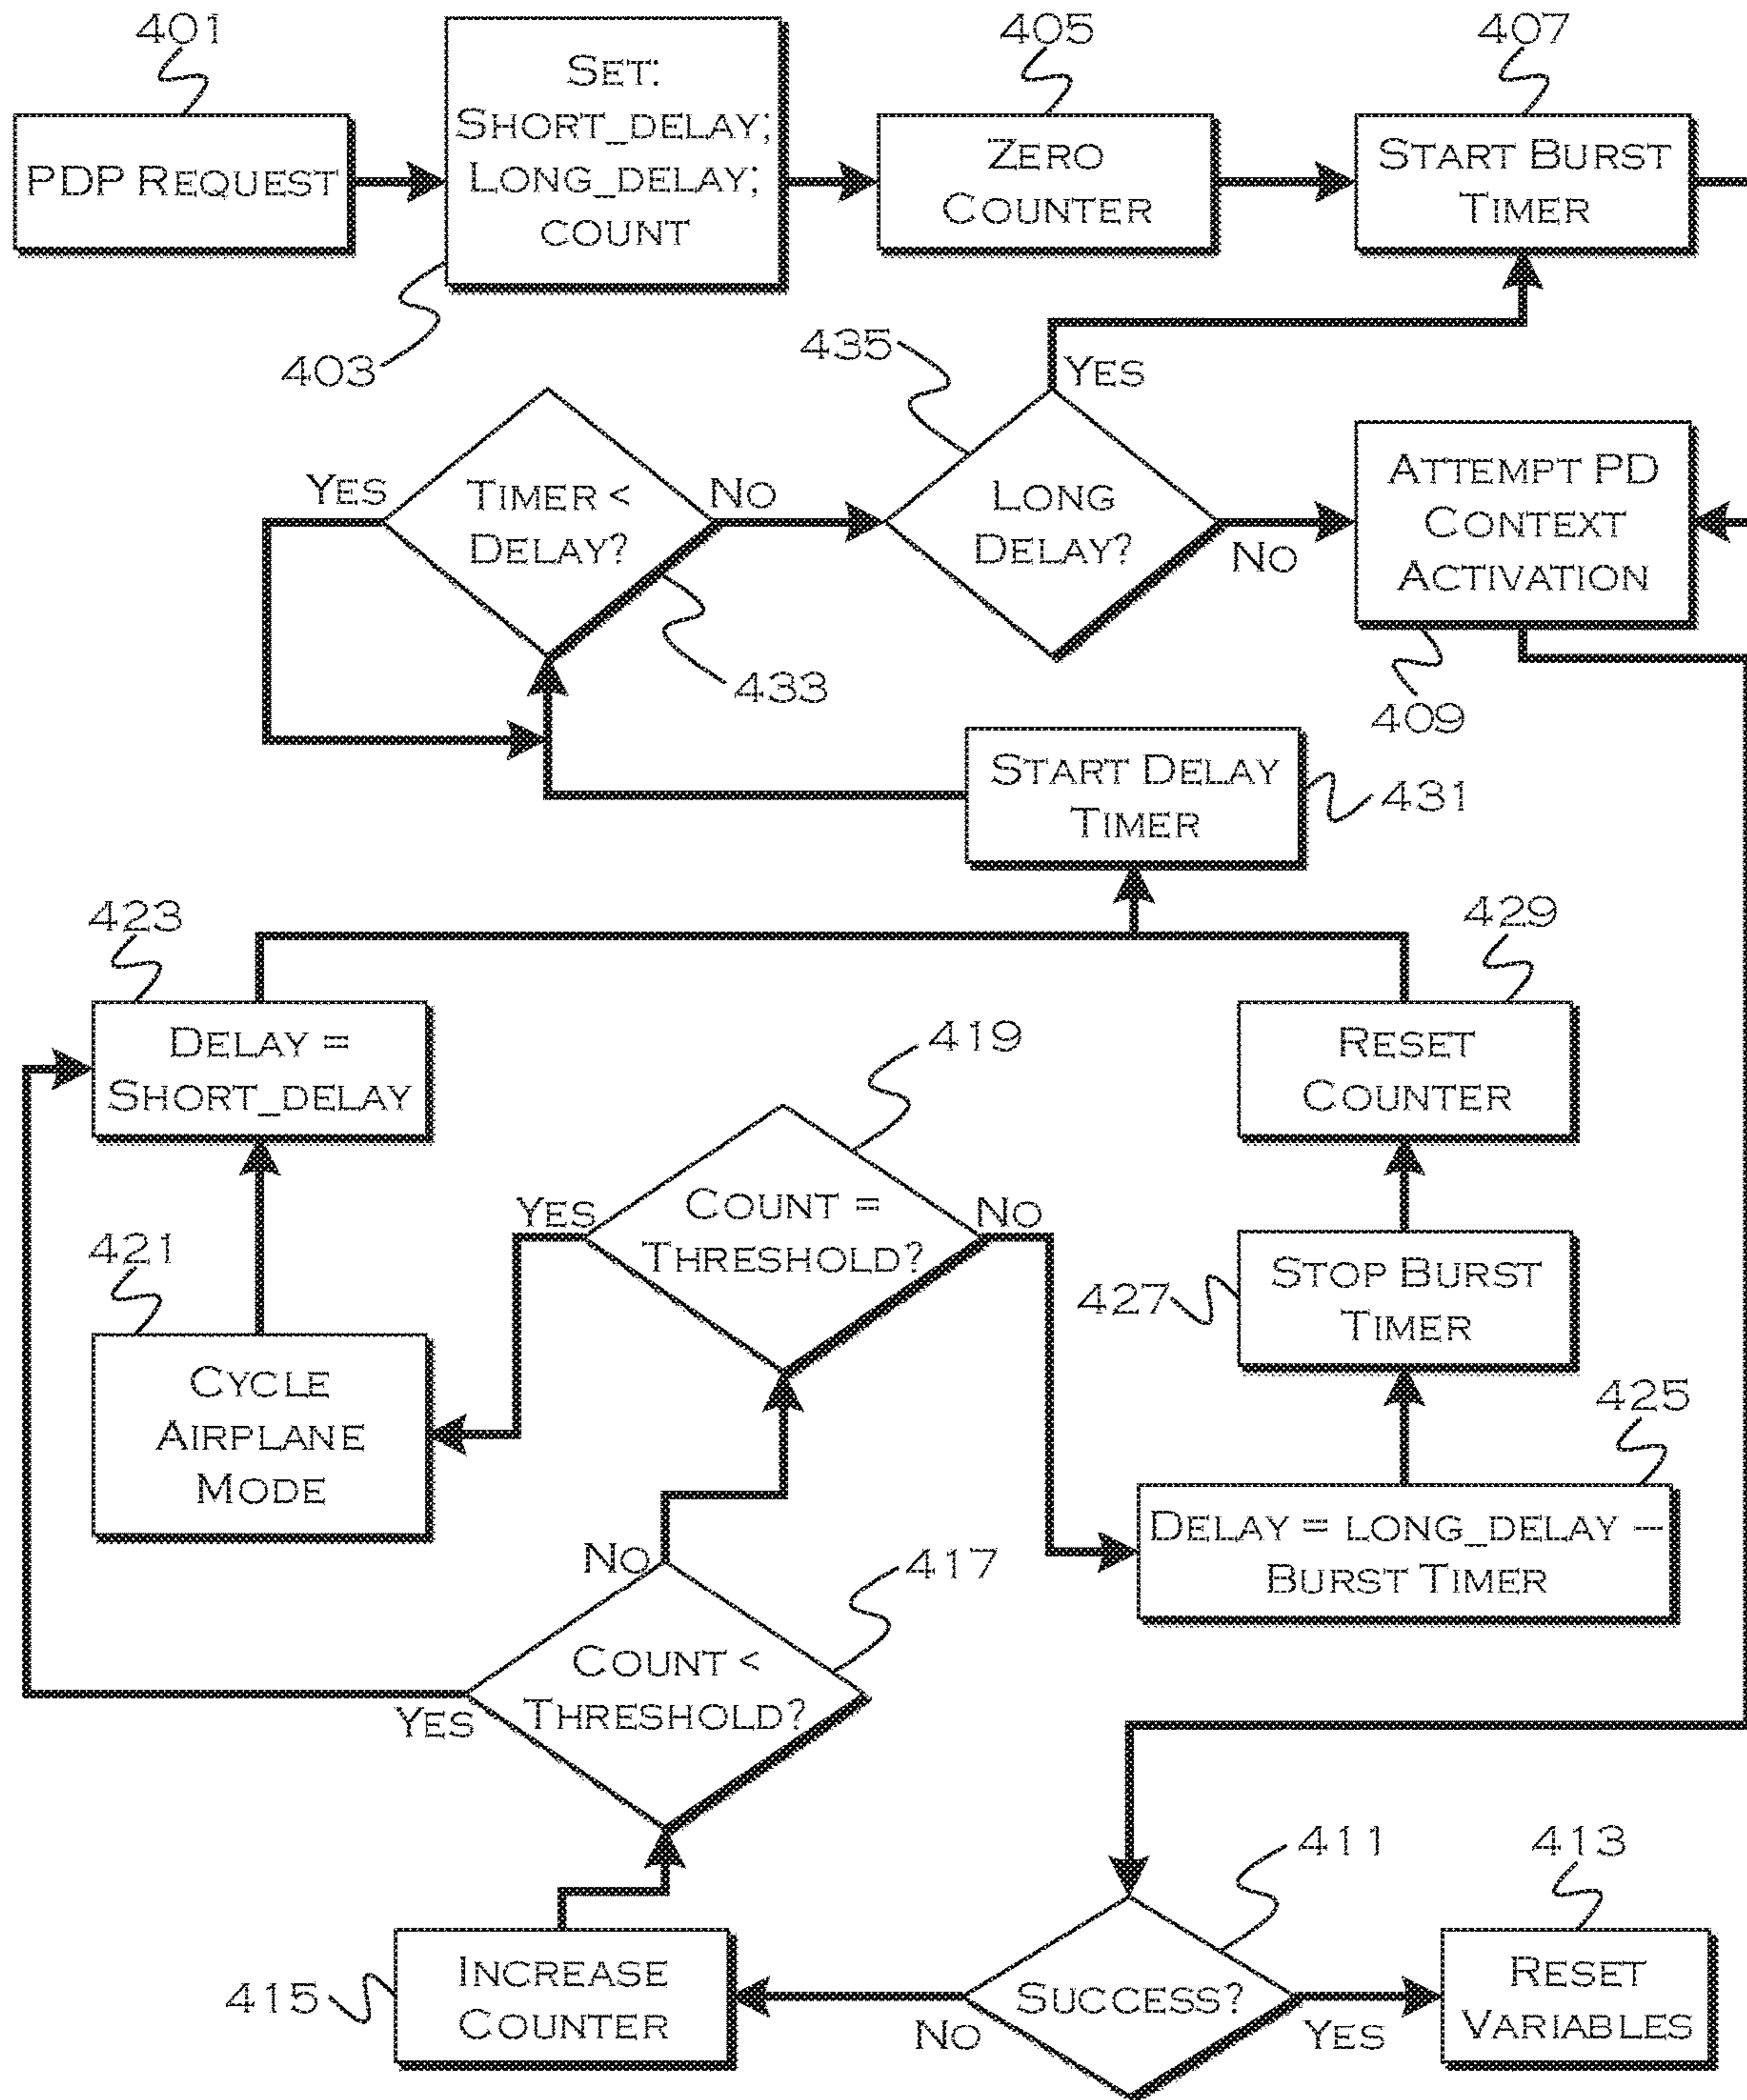 401
PDP REQUEST
SET:
SHORT_DELAY;
LONG_DELAY;
COUNT
403
405
ZERO
COUNTER
407
START BURST
TIMER
435
YES
LONG
DELAY?
NO
YES
TIMER <
DELAY?
NO
433
ATTEMPT PD
CONTEXT
ACTIVATION
409
START DELAY
TIMER
431
423
DELAY =
SHORT_DELAY
429
RESET
COUNTER
419
YES
COUNT =
THRESHOLD?
NO
421
CYCLE
AIRPLANE
MODE
427
STOP BURST
TIMER
425
DELAY = LONG_DELAY –
BURST TIMER
NO
417
COUNT <
THRESHOLD?
YES
411
413
415
INCREASE
COUNTER
NO
SUCCESS?
YES
RESET
VARIABLES